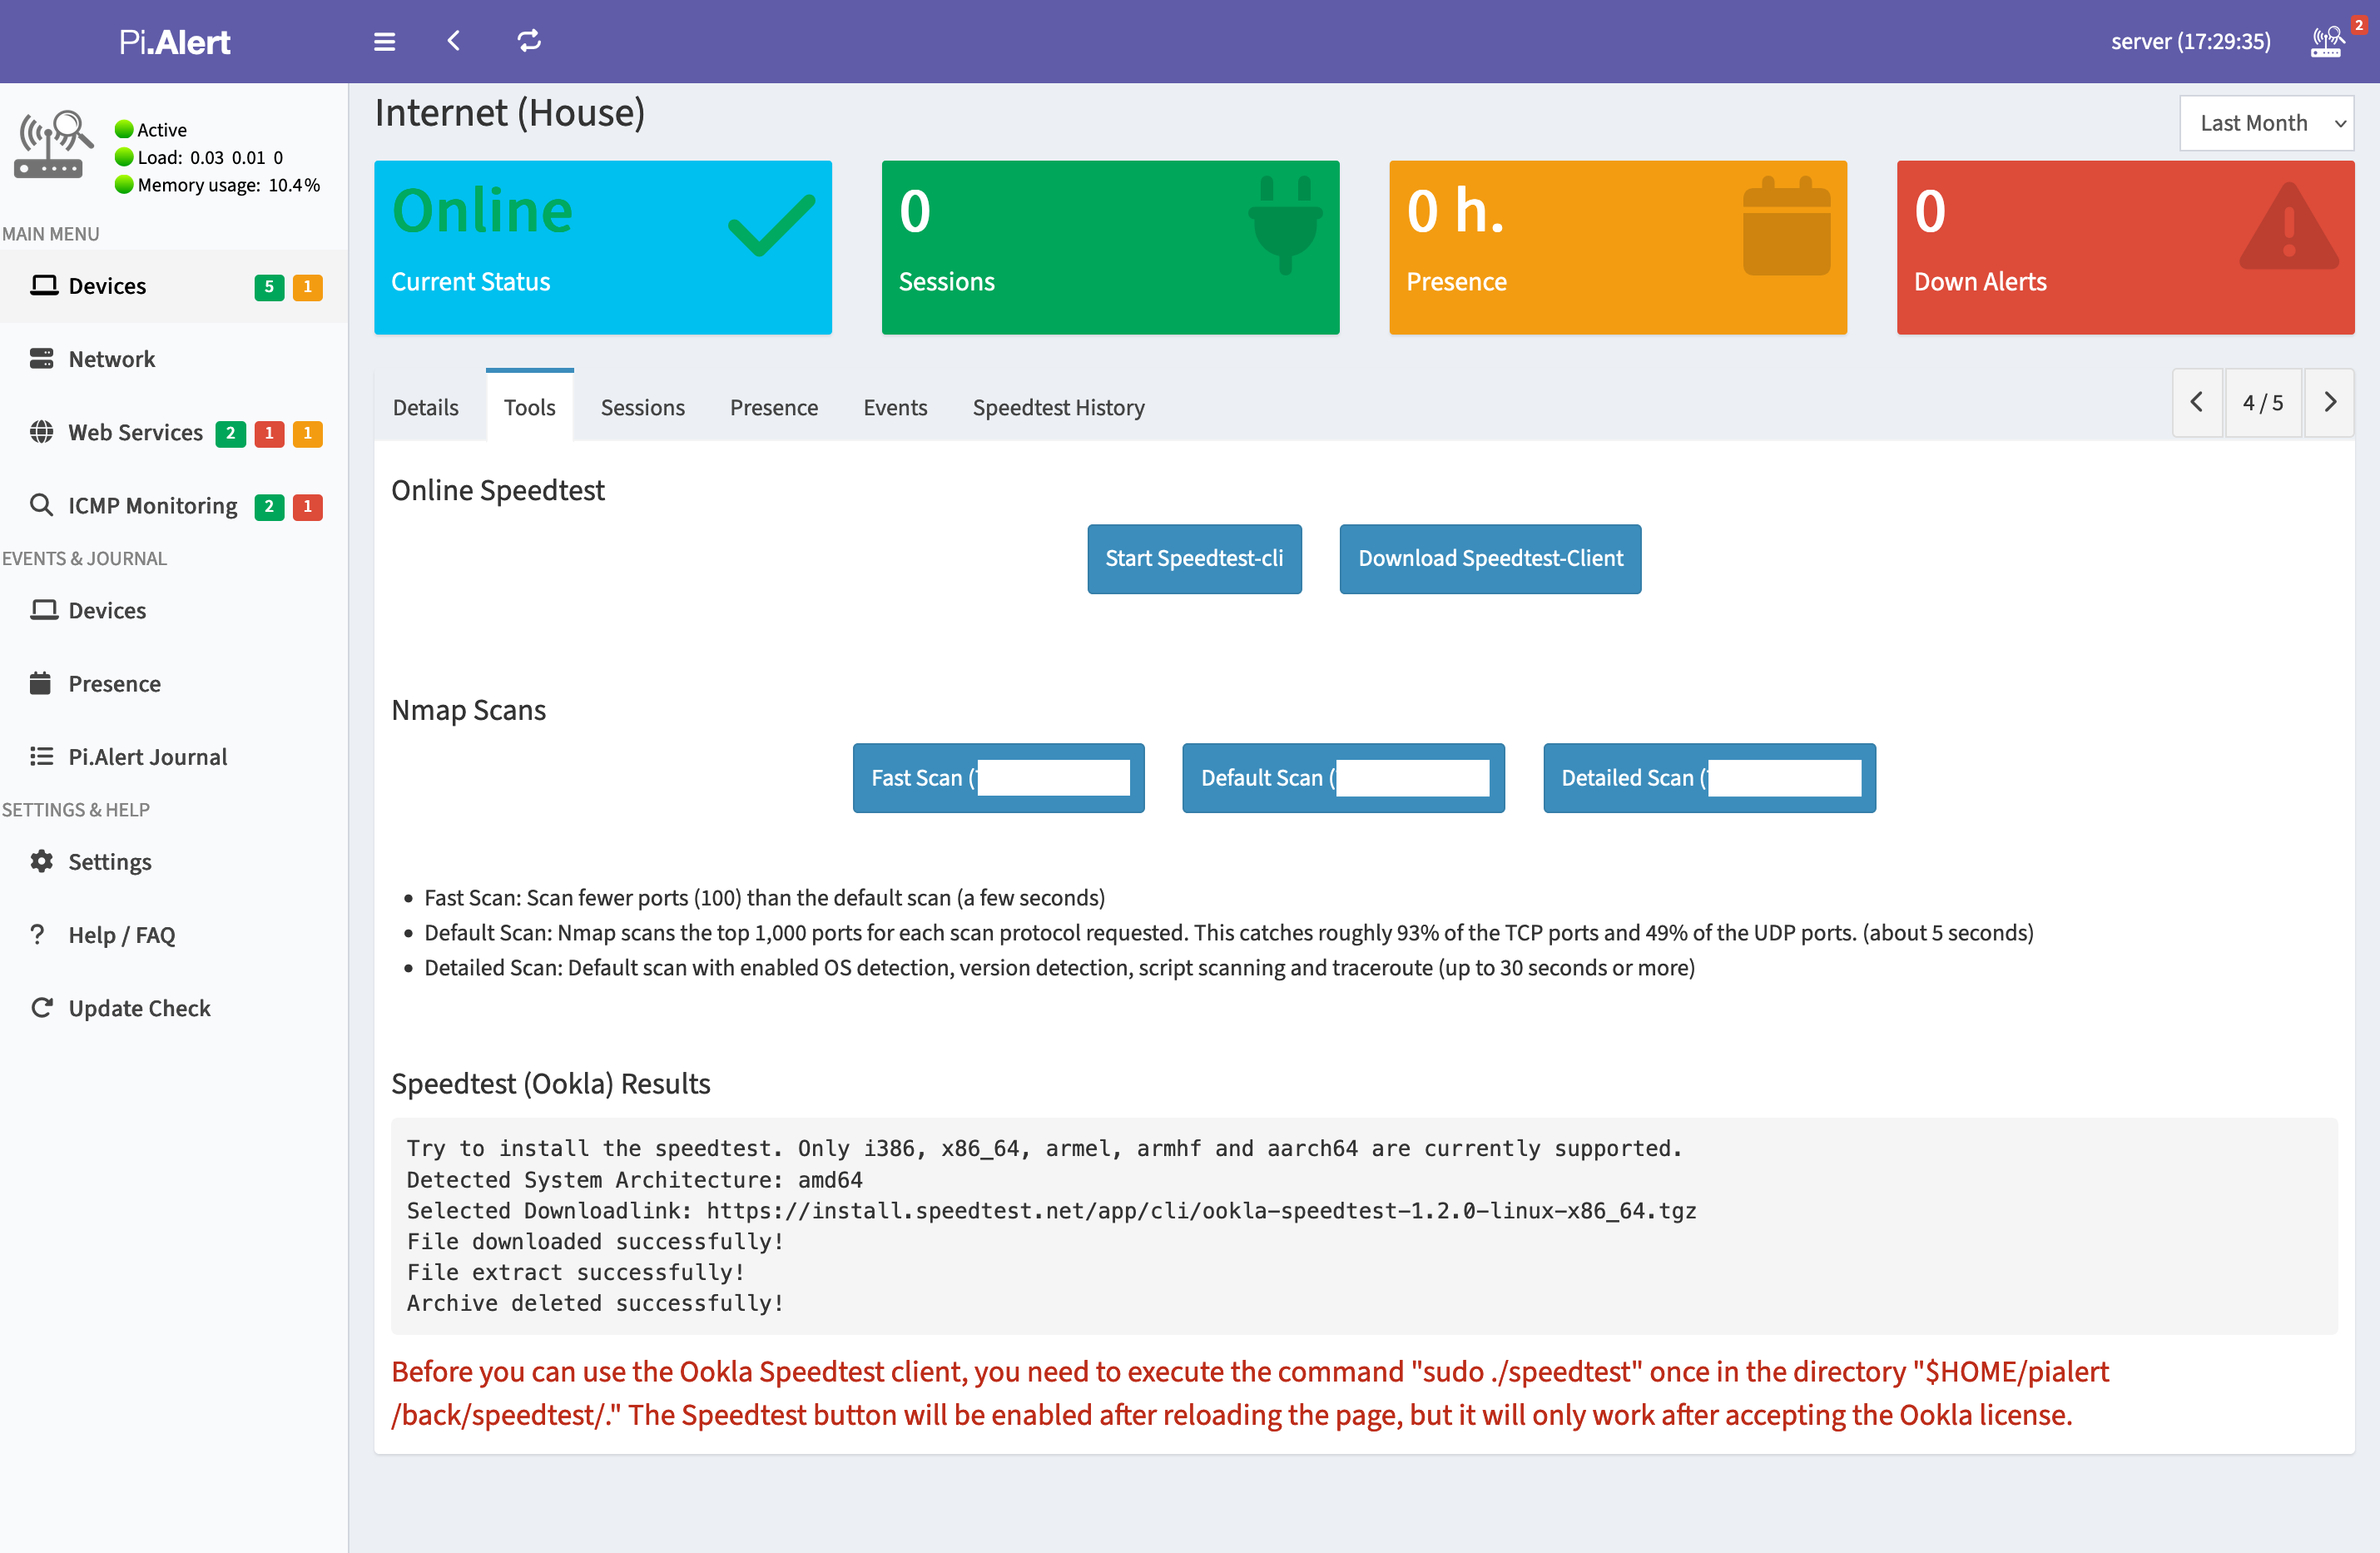 Pi.Alert
server (17:29:35)
2
Active
Load: 0.03 0.01 0
Memory usage: 10.4%
MAIN MENU
Devices 5 1
Network
Web Services 2 1 1
ICMP Monitoring 2 1
EVENTS & JOURNAL
Devices
Presence
Pi.Alert Journal
SETTINGS & HELP
Settings
Help / FAQ
Update Check
Internet (House)
Last Month
Online
Current Status
0
Sessions
0 h.
Presence
0
Down Alerts
Details Tools Sessions Presence Events Speedtest History
4 / 5
Online Speedtest
Start Speedtest-cli Download Speedtest-Client
Nmap Scans
Fast Scan ( Default Scan ( Detailed Scan (
Fast Scan: Scan fewer ports (100) than the default scan (a few seconds)
Default Scan: Nmap scans the top 1,000 ports for each scan protocol requested. This catches roughly 93% of the TCP ports and 49% of the UDP ports. (about 5 seconds)
Detailed Scan: Default scan with enabled OS detection, version detection, script scanning and traceroute (up to 30 seconds or more)
Speedtest (Ookla) Results
Try to install the speedtest. Only i386, x86_64, armel, armhf and aarch64 are currently supported.
Detected System Architecture: amd64
Selected Downloadlink: https://install.speedtest.net/app/cli/ookla-speedtest-1.2.0-linux-x86_64.tgz
File downloaded successfully!
File extract successfully!
Archive deleted successfully!
Before you can use the Ookla Speedtest client, you need to execute the command "sudo ./speedtest" once in the directory "$HOME/pialert
/back/speedtest/." The Speedtest button will be enabled after reloading the page, but it will only work after accepting the Ookla license.